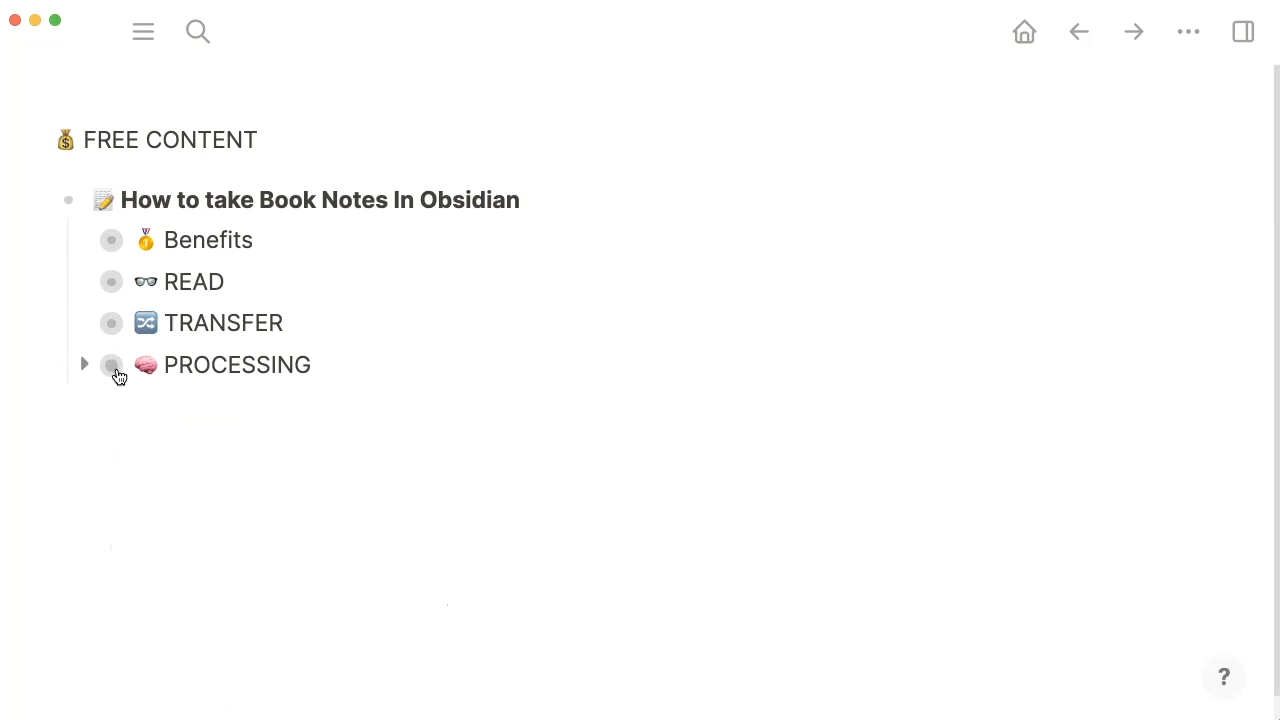 💰 FREE CONTENT
📝 How to take Book Notes In Obsidian
🥇 Benefits
👓 READ
🔀 TRANSFER
🧠 PROCESSING
?